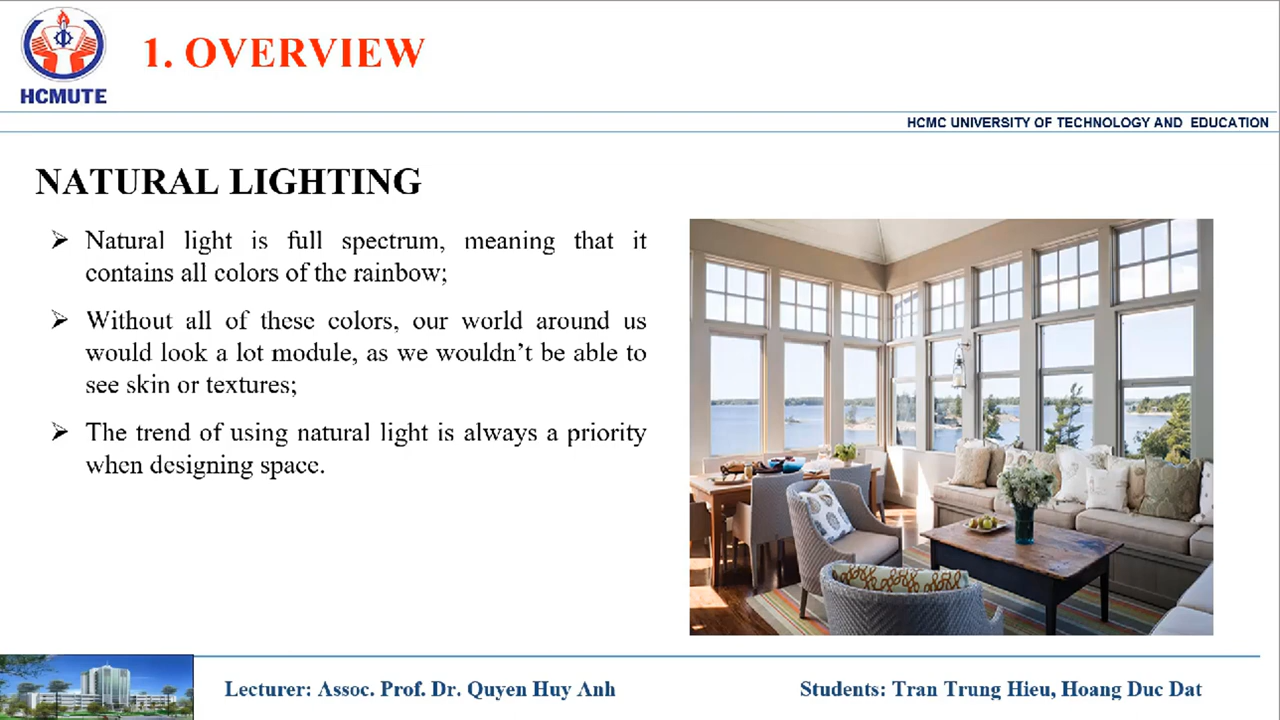 HCMUTE
1. OVERVIEW
HCMC UNIVERSITY OF TECHNOLOGY AND EDUCATION
NATURAL LIGHTING
➢ Natural light is full spectrum, meaning that it
contains all colors of the rainbow;
➢ Without all of these colors, our world around us
would look a lot module, as we wouldn’t be able to
see skin or textures;
➢ The trend of using natural light is always a priority
when designing space.
Lecturer: Assoc. Prof. Dr. Quyen Huy Anh
Students: Tran Trung Hieu, Hoang Duc Dat